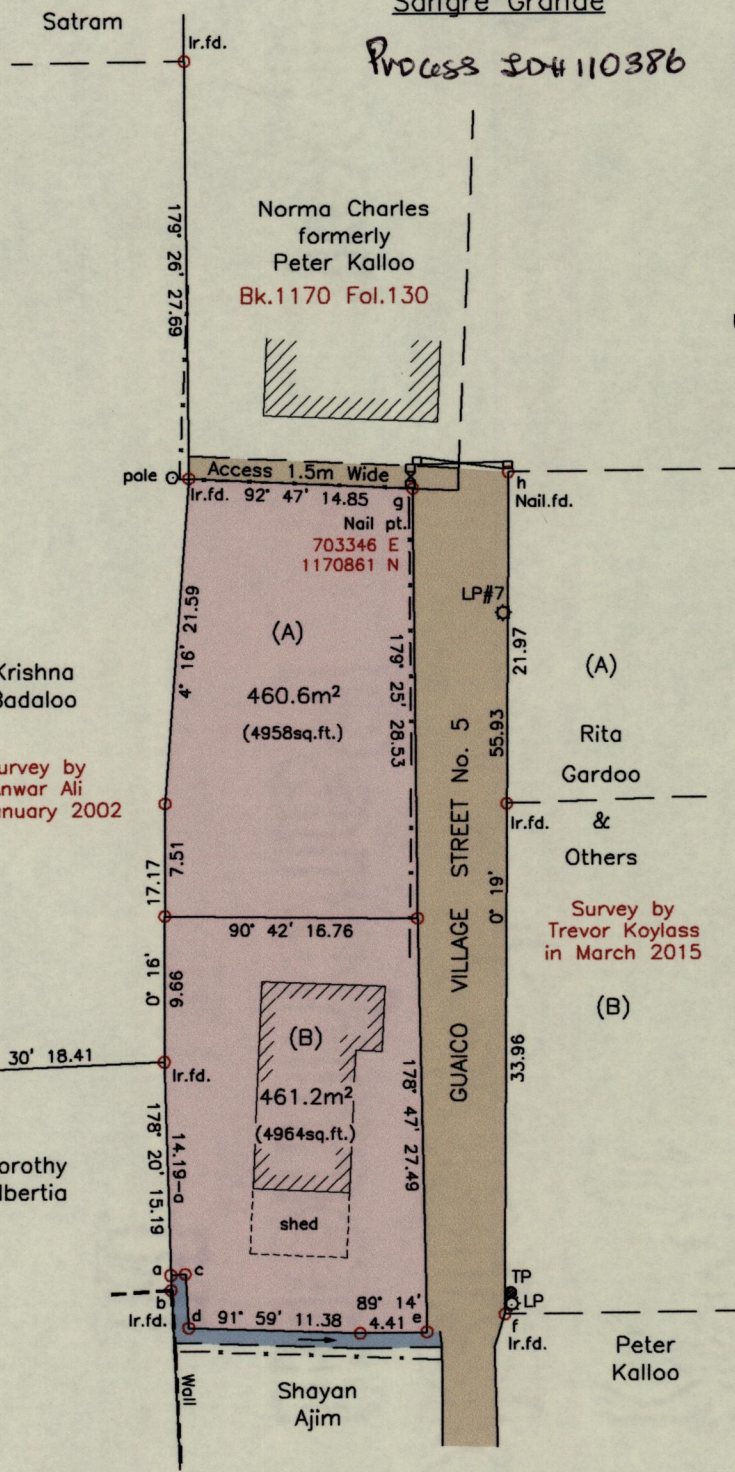 Sangre Grande
Process ID# 110386
Satram
Ir.fd.
179° 26' 27.69
Norma Charles
formerly
Peter Kalloo
Bk.1170 Fol.130
pole
Access 1.5m Wide
Ir.fd. 92° 47' 14.85 g
h
Nail.fd.
Nail pt.
703346 E
1170861 N
LP#7
4° 16' 21.59
(A)
460.6m²
(4958sq.ft.)
179° 25' 28.53
GUAICO VILLAGE STREET No. 5
21.97
55.93
0° 19'
33.96
(A)
Rita
Gardoo
Ir.fd.
&
Others
Survey by
Trevor Koylass
in March 2015
(B)
Krishna
Badaloo
Survey by
Anwar Ali
January 2002
7.51
17.17
0° 16'
9.66
90° 42' 16.76
(B)
461.2m²
(4964sq.ft.)
shed
178° 47' 27.49
30' 18.41
Ir.fd.
178° 20' 15.19
14.19-a
a
c
b
Ir.fd.
d 91° 59' 11.38
89° 14'
4.41 e
TP
LP
f
Ir.fd.
Peter
Kalloo
Wall
Shayan
Ajim